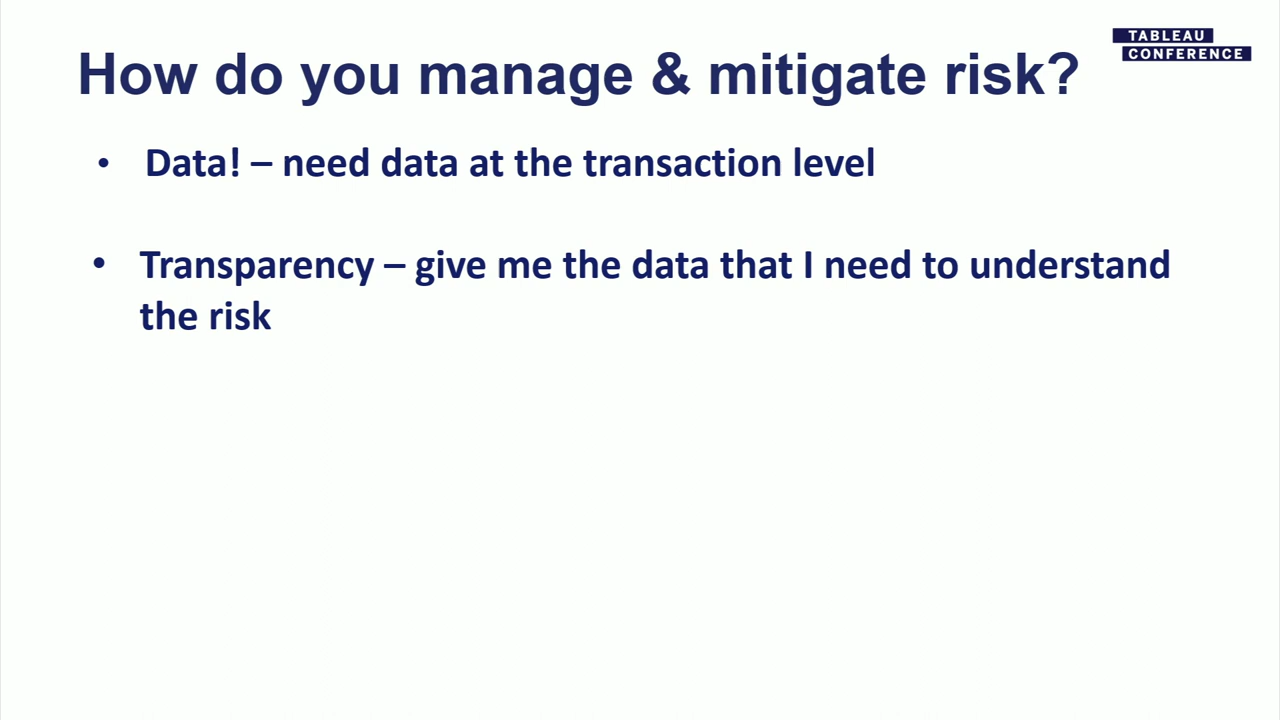 How do you manage & mitigate risk?
TABLEAU
CONFERENCE
• Data! – need data at the transaction level
• Transparency – give me the data that I need to understand
the risk